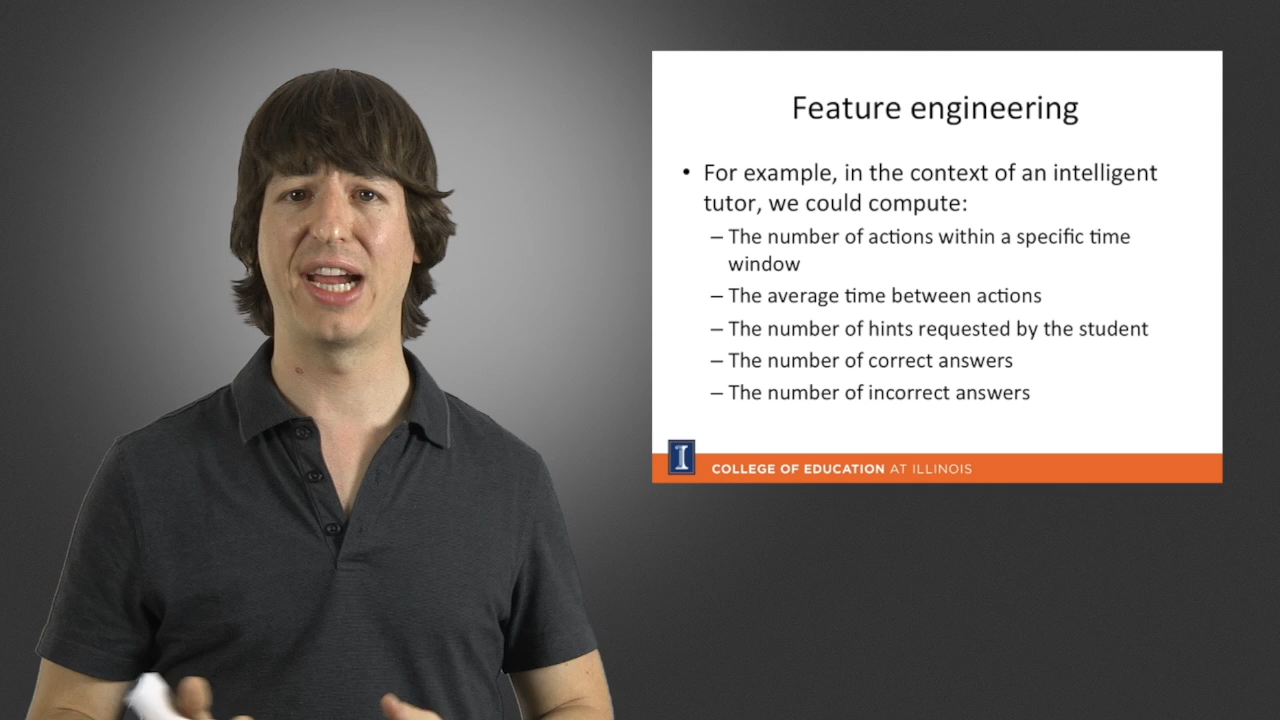 Feature engineering
• For example, in the context of an intelligent
tutor, we could compute:
– The number of actions within a specific time
window
– The average time between actions
– The number of hints requested by the student
– The number of correct answers
– The number of incorrect answers
I
COLLEGE OF EDUCATION AT ILLINOIS